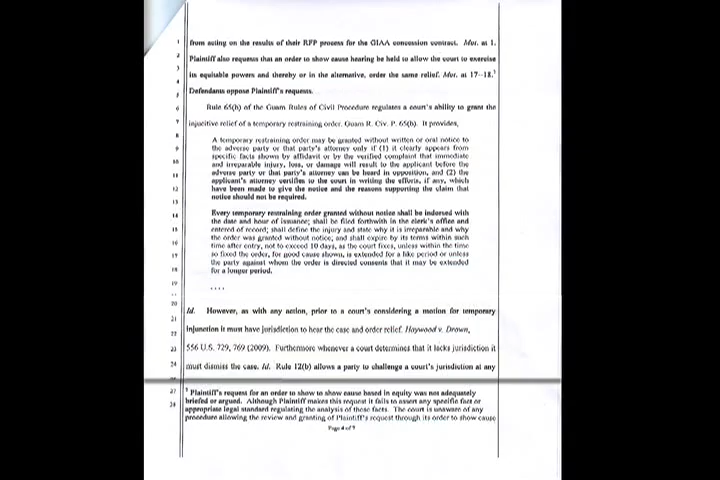 from acting on the results of their RFP process for the GIAA concession contract. Mor. at 1.
Plaintiff also requests that an order to show cause hearing be held to allow the court to exercise
its equitable powers and thereby or in the alternative, order the same relief. Mor. at 17-18.³
Defendants oppose Plaintiff's requests.
Rule 65(b) of the Guam Rules of Civil Procedure regulates a court's ability to grant the
injucitive relief of a temporary restraining order. Guam R. Civ. P. 65(b). It provides,
A temporary restraining order may be granted without written or oral notice to
the adverse party or that party's attorney only if (1) it clearly appears from
specific facts shown by affidavit or by the verified complaint that immediate
and irreparable injury, loss, or damage will result to the applicant before the
adverse party or that party's attorney can be heard in opposition, and (2) the
applicant's attorney certifies to the court in writing the efforts, if any, which
have been made to give the notice and the reasons supporting the claim that
notice should not be required.
Every temporary restraining order granted without notice shall be indorsed with
the date and hour of issuance; shall be filed forthwith in the clerk's office and
entered of record; shall define the injury and state why it is irreparable and why
the order was granted without notice; and shall expire by its terms within such
time after entry, not to exceed 10 days, as the court fixes, unless within the time
so fixed the order, for good cause shown, is extended for a like period or unless
the party against whom the order is directed consents that it may be extended
for a longer period.
. . . .
Id. However, as with any action, prior to a court's considering a motion for temporary
injunction it must have jurisdiction to hear the case and order relief. Haywood v. Drown,
556 U.S. 729, 769 (2009). Furthermore whenever a court determines that it lacks jurisdiction it
must dismiss the case. Id. Rule 12(b) allows a party to challenge a court's jurisdiction at any
³ Plaintiff's request for an order to show to show cause based in equity was not adequately
briefed or argued. Although Plaintiff makes this request it fails to assert any specific fact or
appropriate legal standard regulating the analysis of those facts. The court is unaware of any
procedure allowing the review and granting of Plaintiff's request through its order to show cause
Page 4 of 9